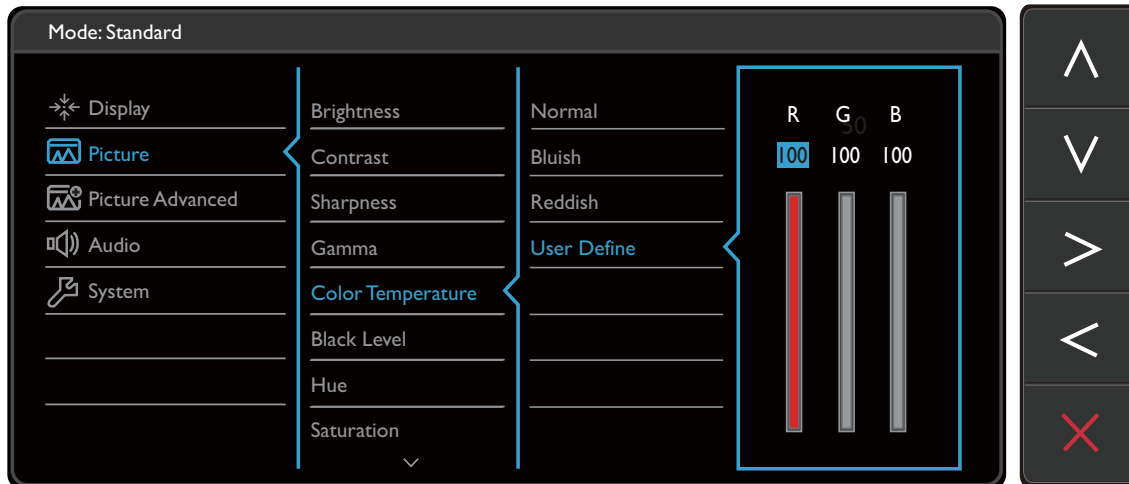 Mode: Standard
Display
Picture
Picture Advanced
Audio
System
Brightness
Contrast
Sharpness
Gamma
Color Temperature
Black Level
Hue
Saturation
Normal
Bluish
Reddish
User Define
R G B
50
100 100 100